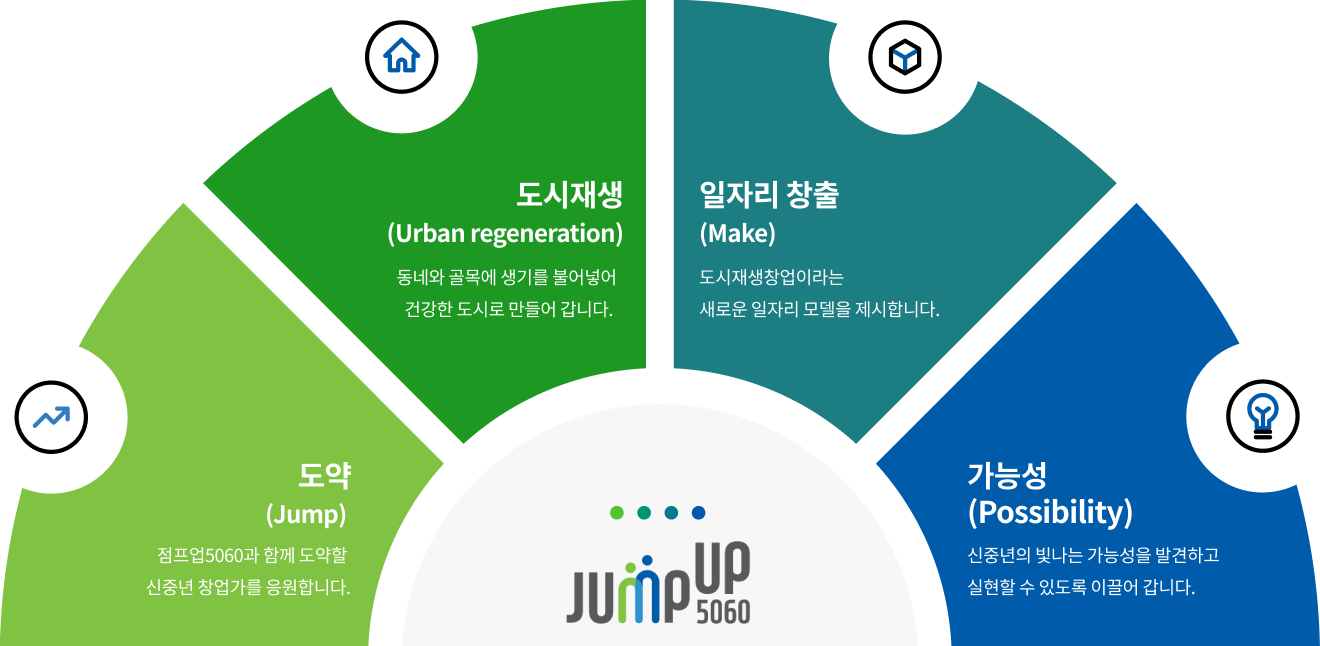 도시재생
(Urban regeneration)
동네와 골목에 생기를 불어넣어
건강한 도시로 만들어 갑니다.
일자리 창출
(Make)
도시재생창업이라는
새로운 일자리 모델을 제시합니다.
도약
(Jump)
점프업5060과 함께 도약할
신중년 창업가를 응원합니다.
가능성
(Possibility)
신중년의 빛나는 가능성을 발견하고
실현할 수 있도록 이끌어 갑니다.
JUMP UP
5060